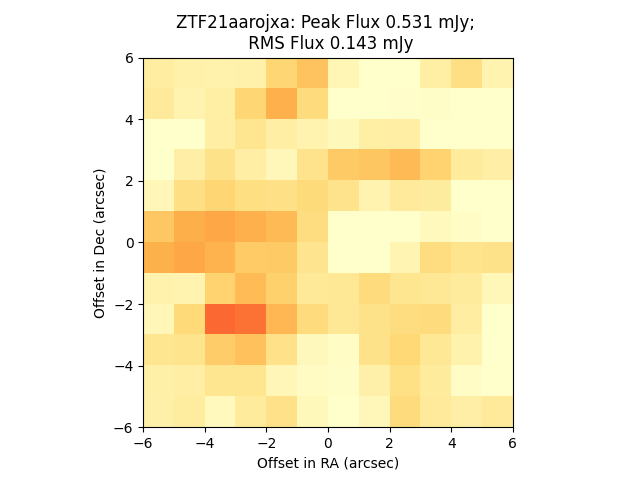 ZTF21aarojxa: Peak Flux 0.531 mJy;
RMS Flux 0.143 mJy
6
4
2
0
−2
−4
−6
Offset in Dec (arcsec)
−6 −4 −2 0 2 4 6
Offset in RA (arcsec)